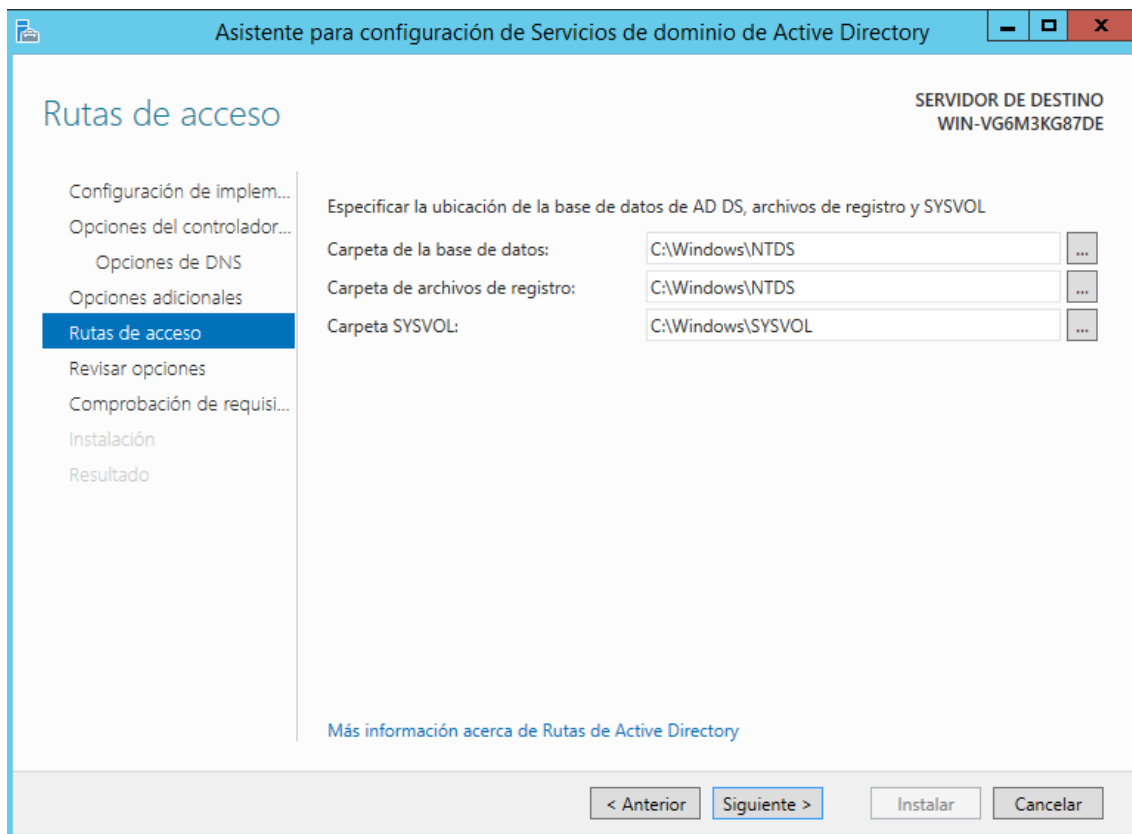 Asistente para configuración de Servicios de dominio de Active Directory
Rutas de acceso
SERVIDOR DE DESTINO
WIN-VG6M3KG87DE
Configuración de implem...
Opciones del controlador...
Opciones de DNS
Opciones adicionales
Rutas de acceso
Revisar opciones
Comprobación de requisi...
Instalación
Resultado
Especificar la ubicación de la base de datos de AD DS, archivos de registro y SYSVOL
Carpeta de la base de datos: C:\Windows\NTDS ...
Carpeta de archivos de registro: C:\Windows\NTDS ...
Carpeta SYSVOL: C:\Windows\SYSVOL ...
Más información acerca de Rutas de Active Directory
< Anterior Siguiente > Instalar Cancelar